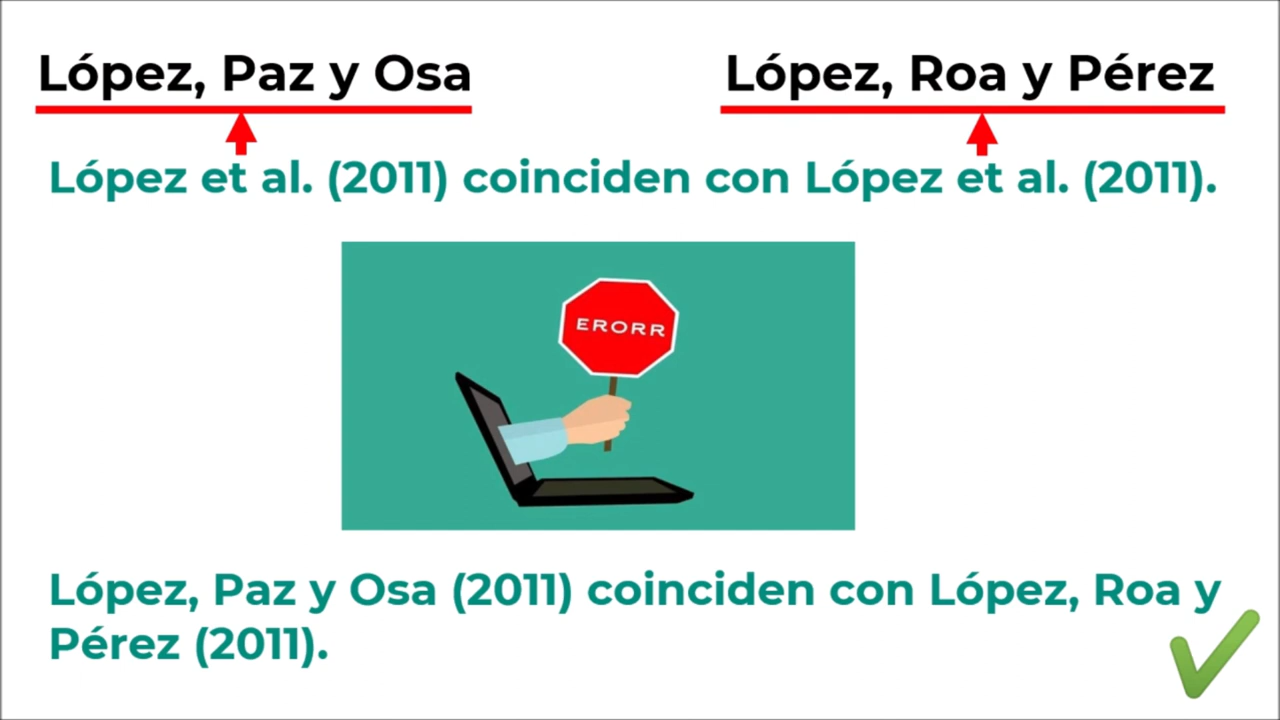 López, Paz y Osa
López, Roa y Pérez
López et al. (2011) coinciden con López et al. (2011).
ERORR
López, Paz y Osa (2011) coinciden con López, Roa y
Pérez (2011).